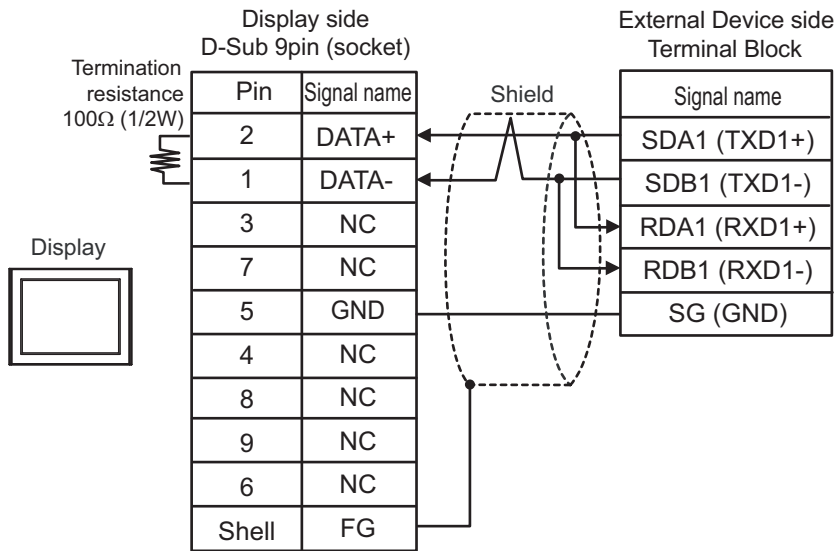 Display side
D-Sub 9pin (socket)
External Device side
Terminal Block
Termination
resistance
100Ω (1/2W)
Pin Signal name
Shield
Signal name
2 DATA+
SDA1 (TXD1+)
1 DATA-
SDB1 (TXD1-)
3 NC
RDA1 (RXD1+)
Display
7 NC
RDB1 (RXD1-)
5 GND
SG (GND)
4 NC
8 NC
9 NC
6 NC
Shell FG